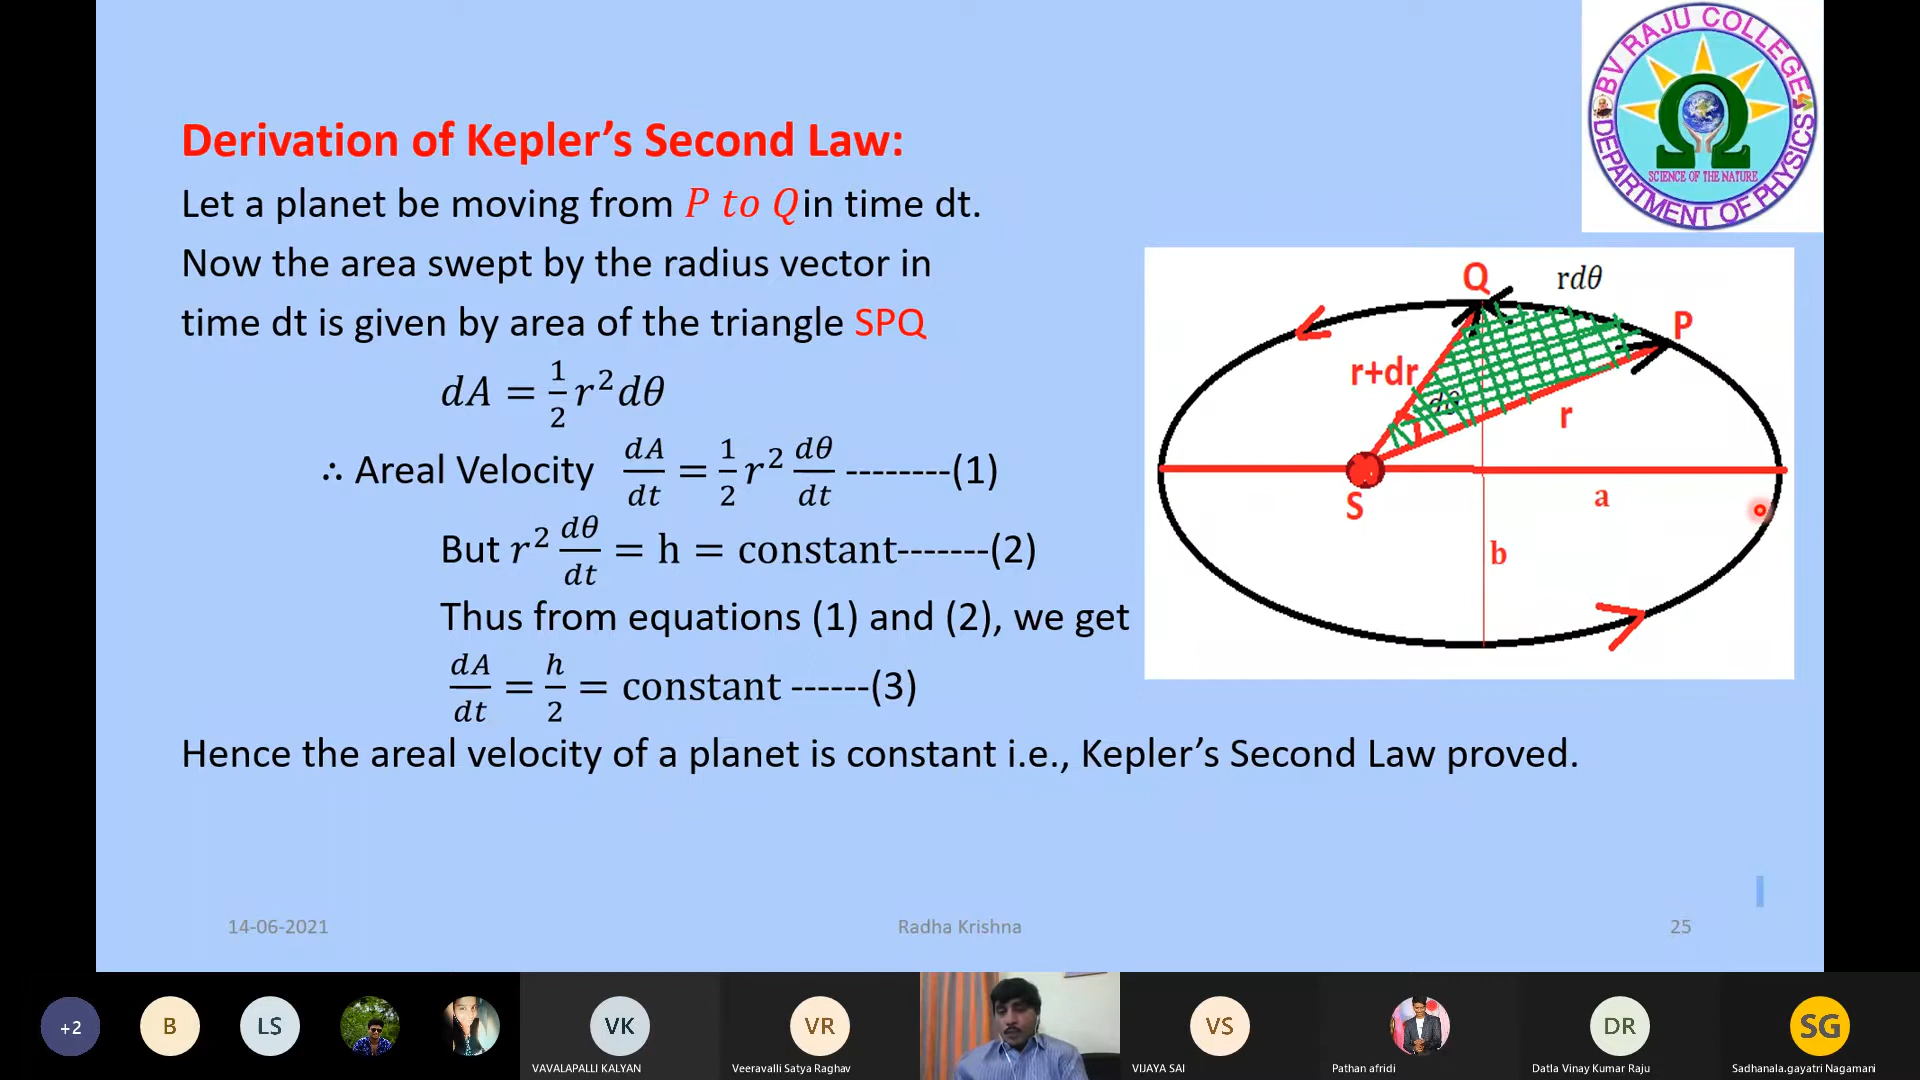 BV RAJU COLLEGE
DEPARTMENT OF PHYSICS
SCIENCE OF THE NATURE
Derivation of Kepler's Second Law:
Let a planet be moving from P to Q in time dt.
Now the area swept by the radius vector in
time dt is given by area of the triangle SPQ
dA = 1/2 r² dθ
∴ Areal Velocity dA/dt = 1/2 r² dθ/dt --------(1)
But r² dθ/dt = h = constant-------(2)
Thus from equations (1) and (2), we get
dA/dt = h/2 = constant ------(3)
Hence the areal velocity of a planet is constant i.e., Kepler's Second Law proved.
Q
rdθ
P
r+dr
dθ
r
S
a
b
14-06-2021
Radha Krishna
25
+2
B
LS
VK
VR
VS
DR
SG
VAVALAPALLI KALYAN
Veeravalli Satya Raghav
VIJAYA SAI
Pathan afridi
Datla Vinay Kumar Raju
Sadhanala.gayatri Nagamani